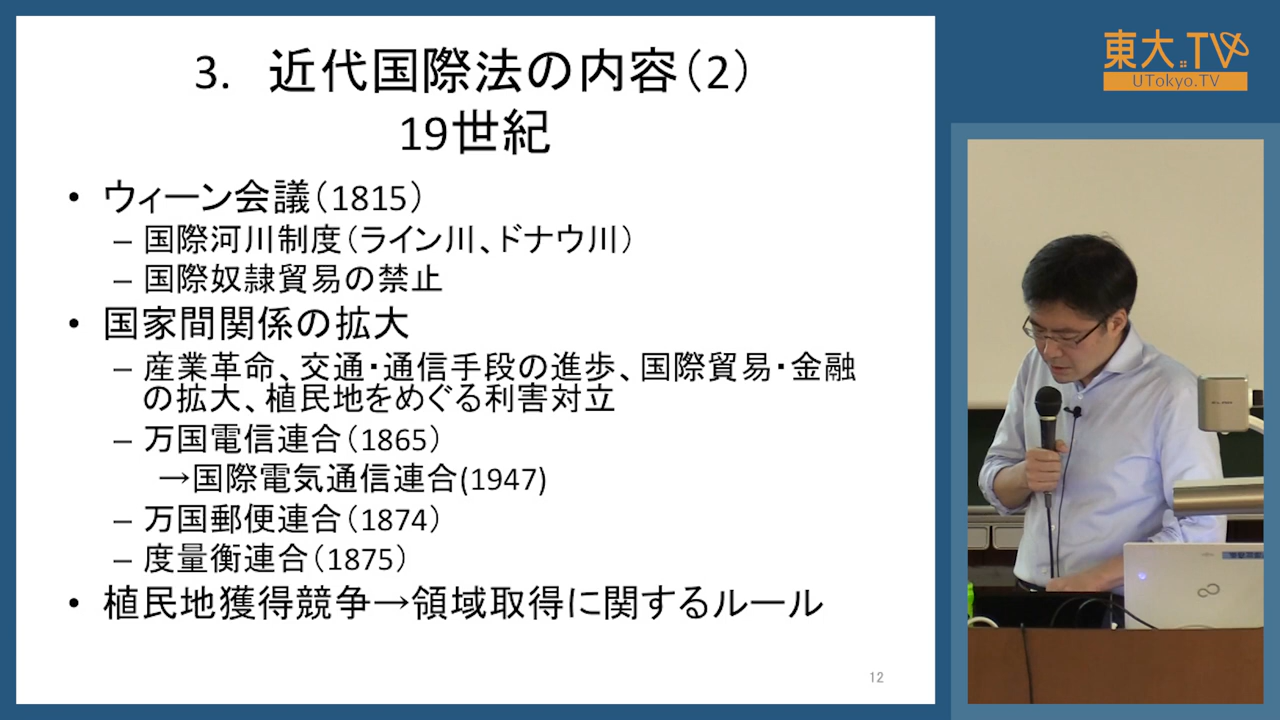 3. 近代国際法の内容（2）
19世紀
• ウィーン会議（1815）
– 国際河川制度（ライン川、ドナウ川）
– 国際奴隷貿易の禁止
• 国家間関係の拡大
– 産業革命、交通・通信手段の進歩、国際貿易・金融
の拡大、植民地をめぐる利害対立
– 万国電信連合（1865）
→国際電気通信連合(1947)
– 万国郵便連合（1874）
– 度量衡連合（1875）
• 植民地獲得競争→領域取得に関するルール
12
東大.TV
UTokyo.TV